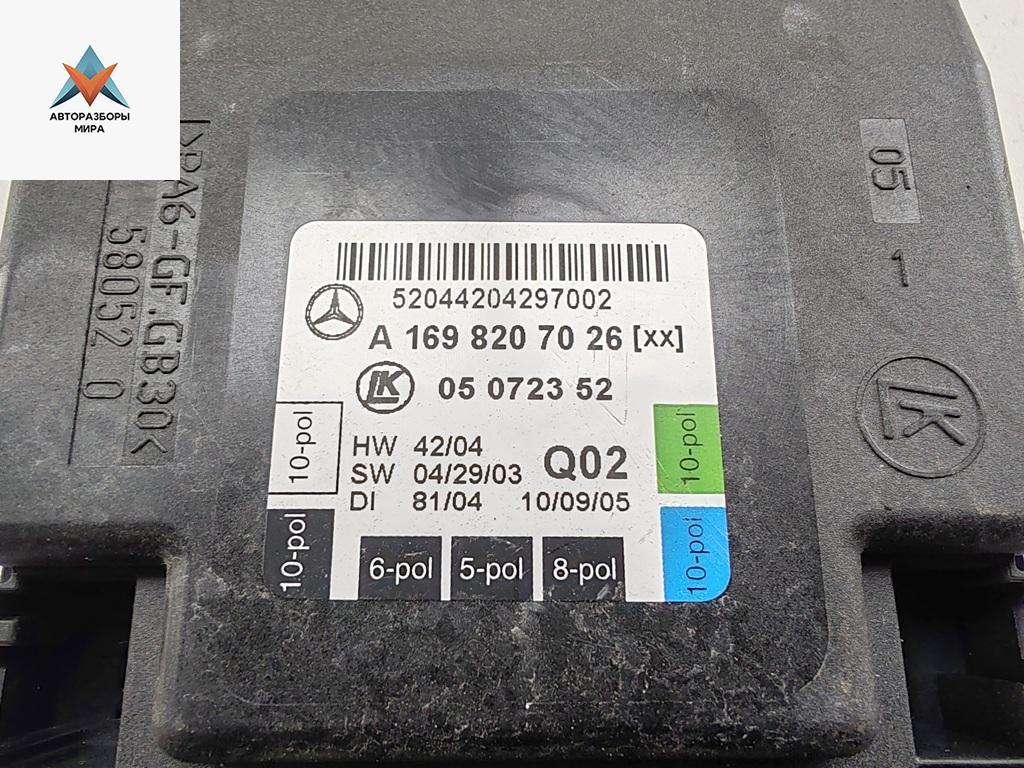 АВТОРАЗБОРЫ
МИРА
>PA6-GF.GB30<
58052 0
05
1
LK
52044204297002
A 169 820 70 26 [xx]
LK 05 0723 52
HW 42/04
SW 04/29/03
DI 81/04 10/09/05
Q02
10-pol
10-pol
10-pol
10-pol
6-pol 5-pol 8-pol